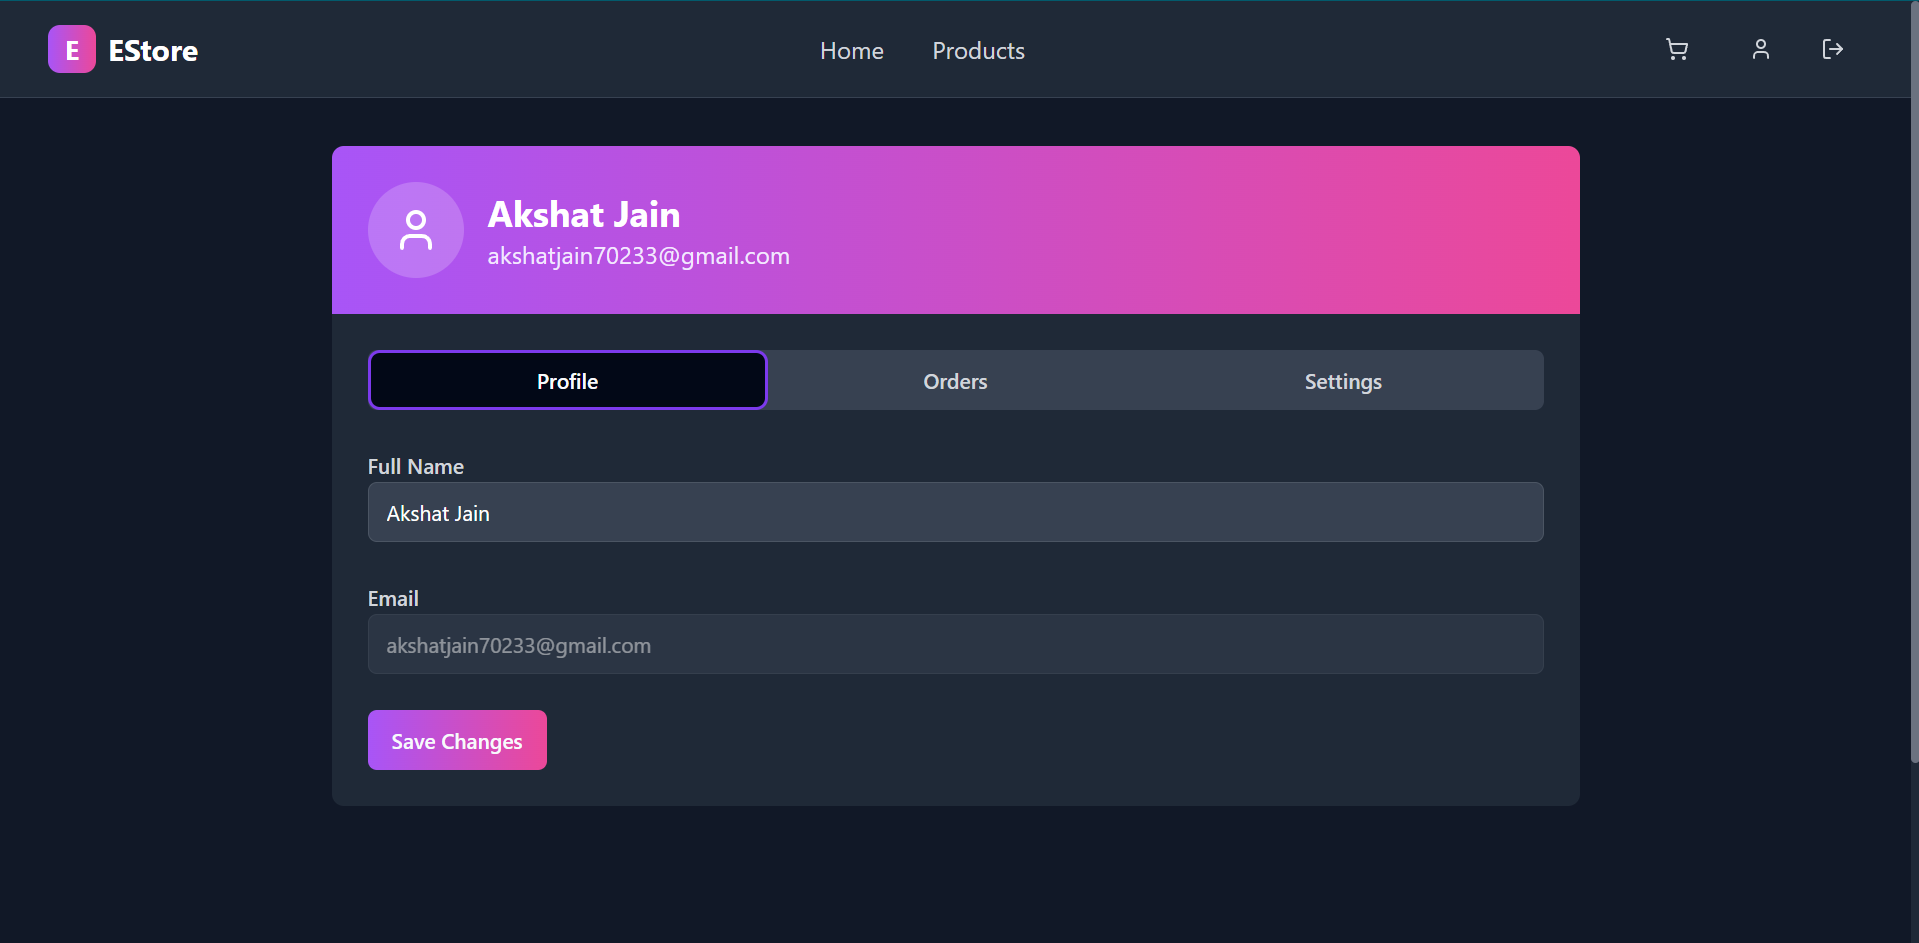 E EStore Home Products
Akshat Jain
akshatjain70233@gmail.com
Profile Orders Settings
Full Name
Akshat Jain
Email
akshatjain70233@gmail.com
Save Changes